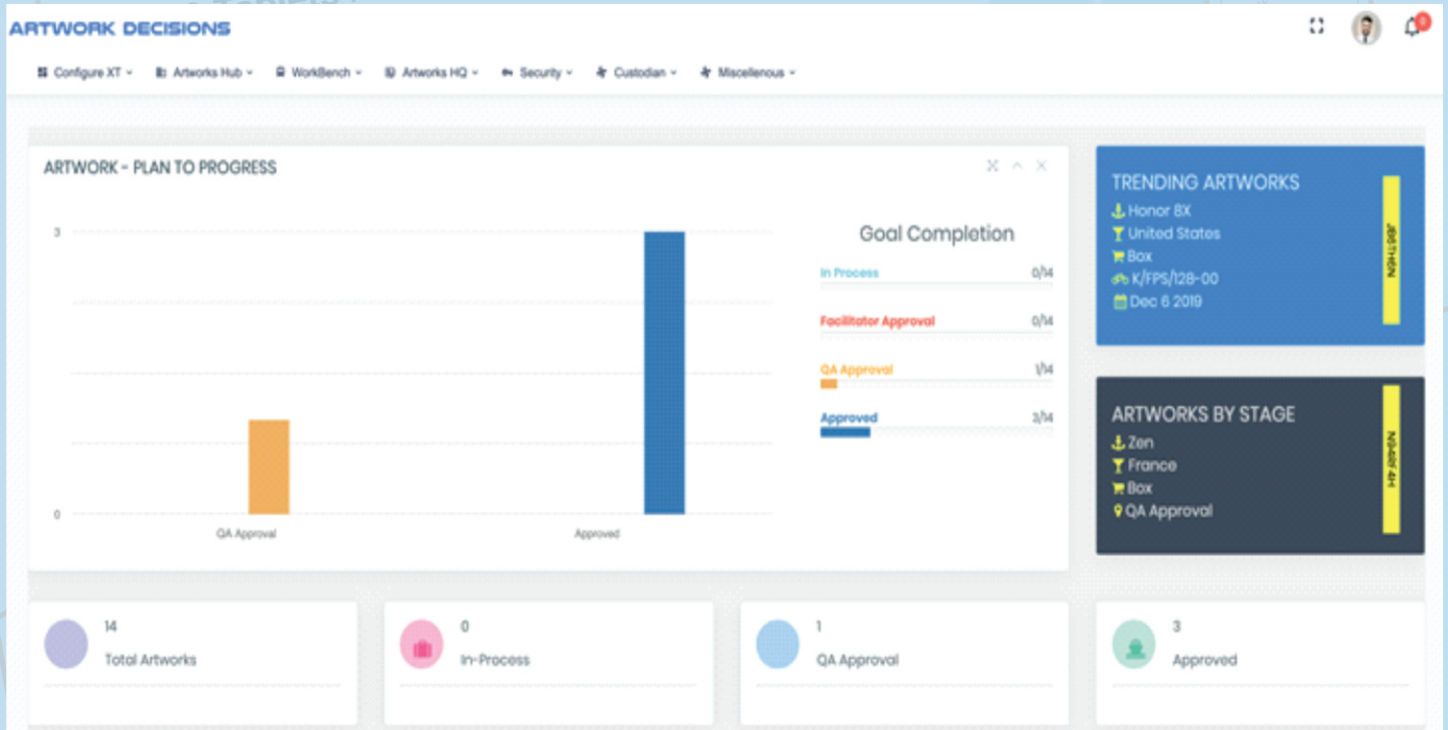 ARTWORK DECISIONS
Configure XT
Artworks Hub
WorkBench
Artworks HQ
Security
Custodian
Miscellenous
ARTWORK - PLAN TO PROGRESS
3
0
QA Approval
Approved
Goal Completion
In Process 0/14
Facilitator Approval 0/14
QA Approval 1/14
Approved 3/14
TRENDING ARTWORKS
Honor 8X
United States
Box
K/FPS/128-00
Dec 6 2019
ARTWORKS BY STAGE
Zen
France
Box
QA Approval
14
Total Artworks
0
In-Process
1
QA Approval
3
Approved